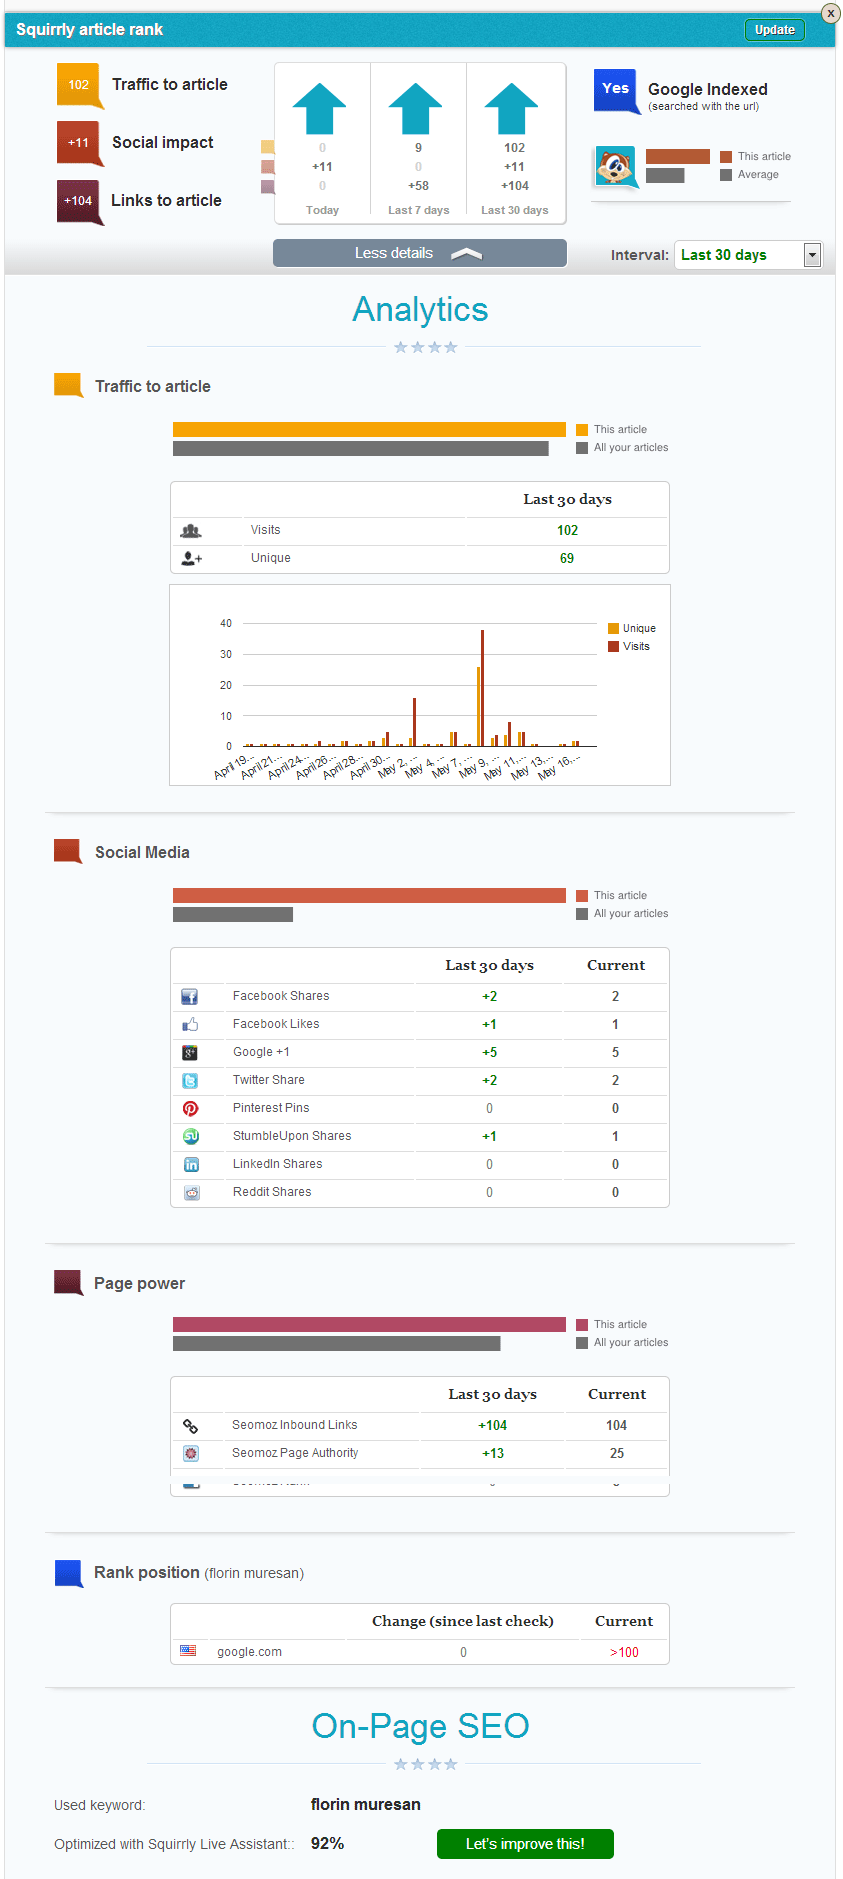 x
Squirrly article rank
Update
102
Traffic to article
+11
Social impact
+104
Links to article
0 9 102
+11 0 +11
0 +58 +104
Today Last 7 days Last 30 days
Yes
Google Indexed
(searched with the url)
This article
Average
Less details
Interval: Last 30 days
Analytics
Traffic to article
This article
All your articles
Last 30 days
Visits 102
Unique 69
40
30
20
10
0
Unique
Visits
April 19... April 21... April 24... April 26... April 28... April 30... May 2, ... May 4, ... May 7, ... May 9, ... May 11,... May 13,... May 16,...
Social Media
This article
All your articles
Last 30 days Current
Facebook Shares +2 2
Facebook Likes +1 1
Google +1 +5 5
Twitter Share +2 2
Pinterest Pins 0 0
StumbleUpon Shares +1 1
LinkedIn Shares 0 0
Reddit Shares 0 0
Page power
This article
All your articles
Last 30 days Current
Seomoz Inbound Links +104 104
Seomoz Page Authority +13 25
Rank position (florin muresan)
Change (since last check) Current
google.com 0 >100
On-Page SEO
Used keyword: florin muresan
Optimized with Squirrly Live Assistant:: 92% Let's improve this!